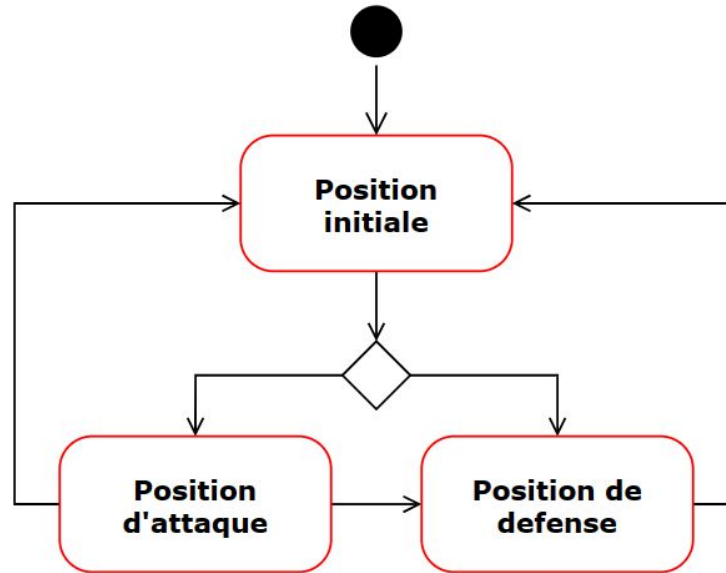 Position
initiale
Position
d'attaque
Position de
defense